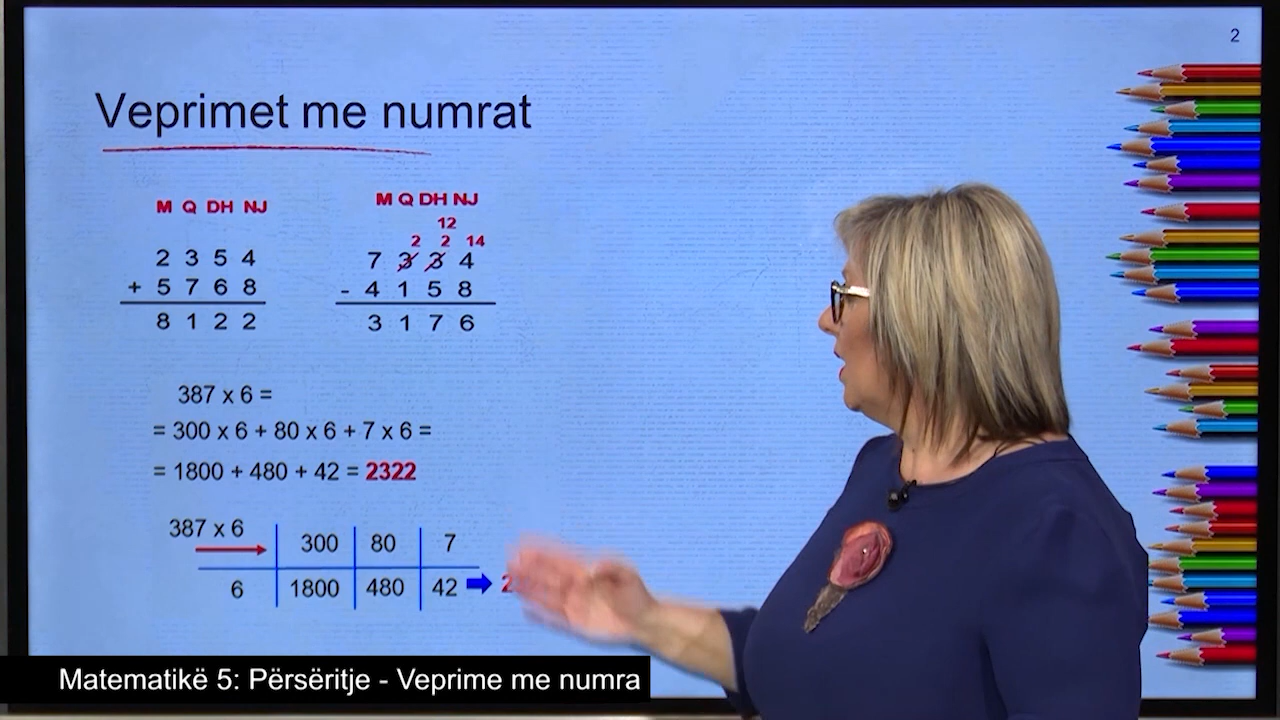 2
Veprimet me numrat
M Q DH NJ
2 3 5 4
+ 5 7 6 8
8 1 2 2
M Q DH NJ
12
2 2 14
7 3 3 4
- 4 1 5 8
3 1 7 6
387 x 6 =
= 300 x 6 + 80 x 6 + 7 x 6 =
= 1800 + 480 + 42 = 2322
387 x 6 300 80 7
6 1800 480 42
Matematikë 5: Përsëritje - Veprime me numra